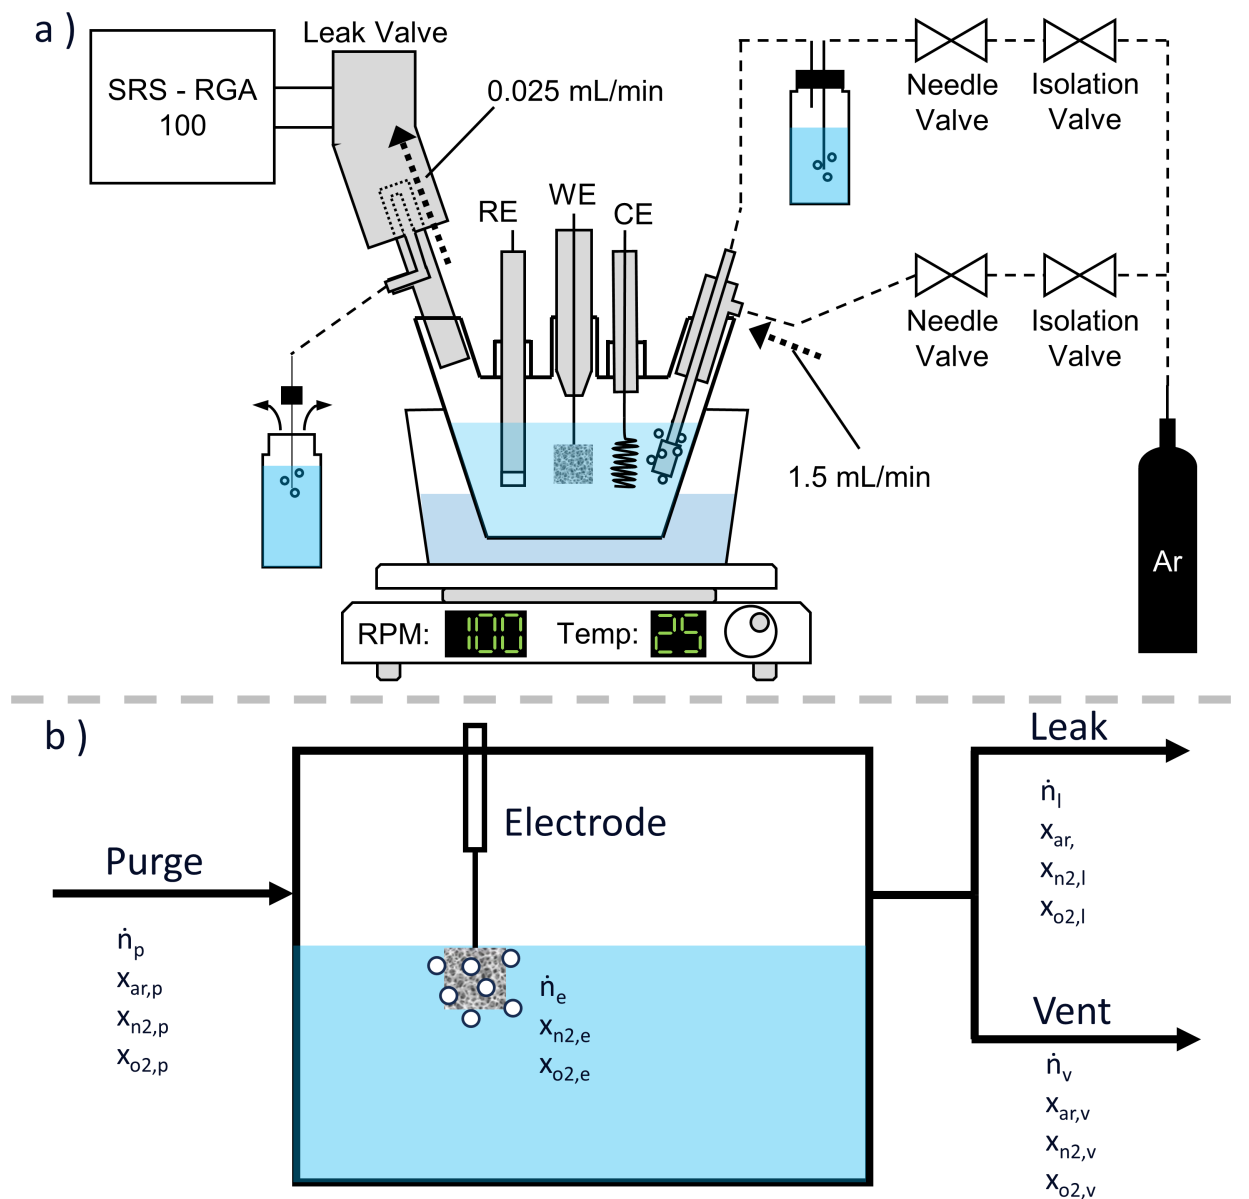 a )
Leak Valve
SRS - RGA
100
0.025 mL/min
Needle
Valve
Isolation
Valve
RE
WE
CE
Needle
Valve
Isolation
Valve
1.5 mL/min
Ar
RPM: 100 Temp: 25
b )
Leak
ṅl
xar,
xn2,l
xo2,l
Electrode
Purge
ṅp
xar,p
xn2,p
xo2,p
ṅe
xn2,e
xo2,e
Vent
ṅv
xar,v
xn2,v
xo2,v